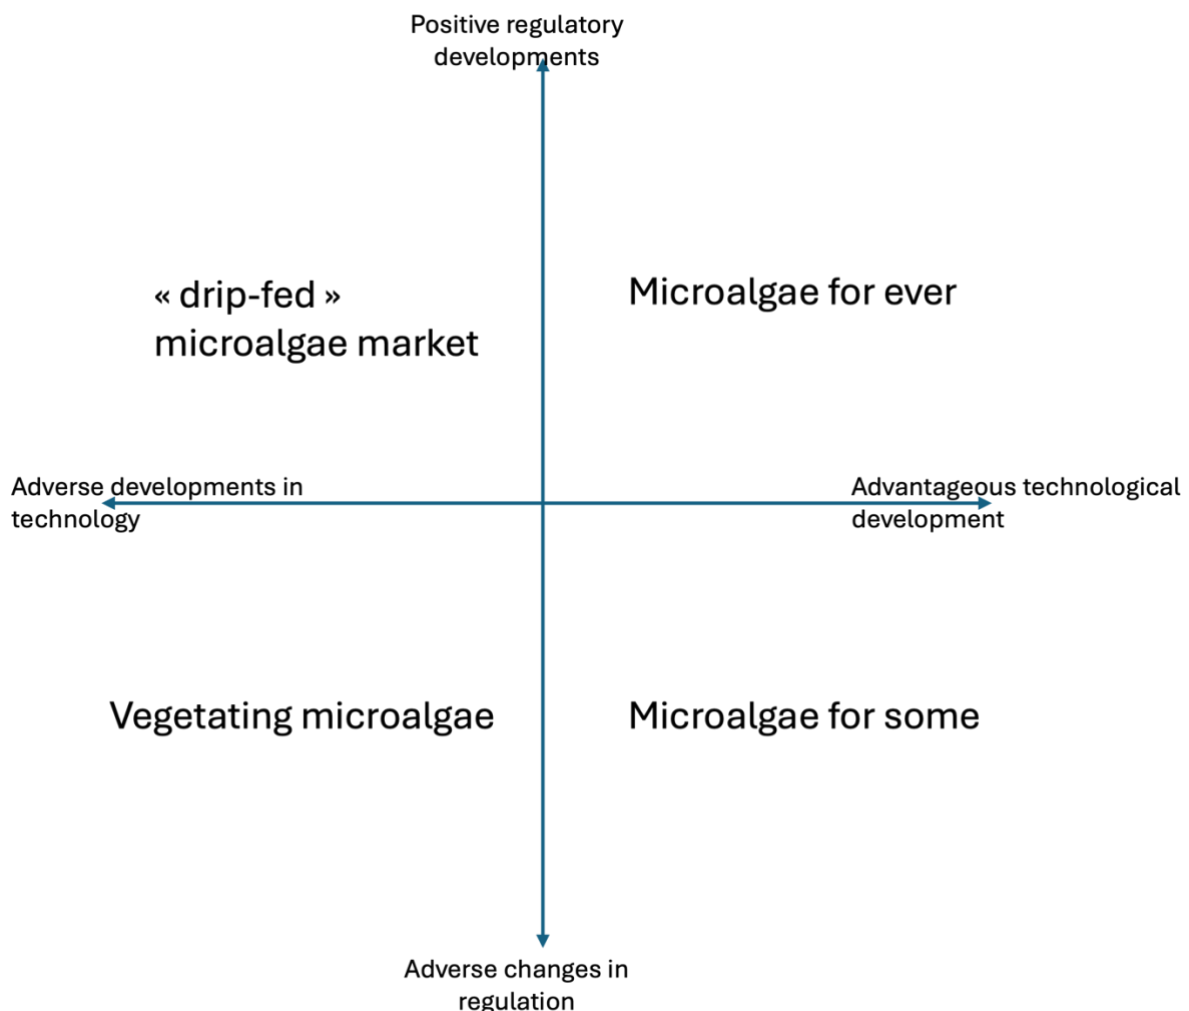 Positive regulatory
developments
« drip-fed »
microalgae market
Microalgae for ever
Adverse developments in
technology
Advantageous technological
development
Vegetating microalgae
Microalgae for some
Adverse changes in
regulation